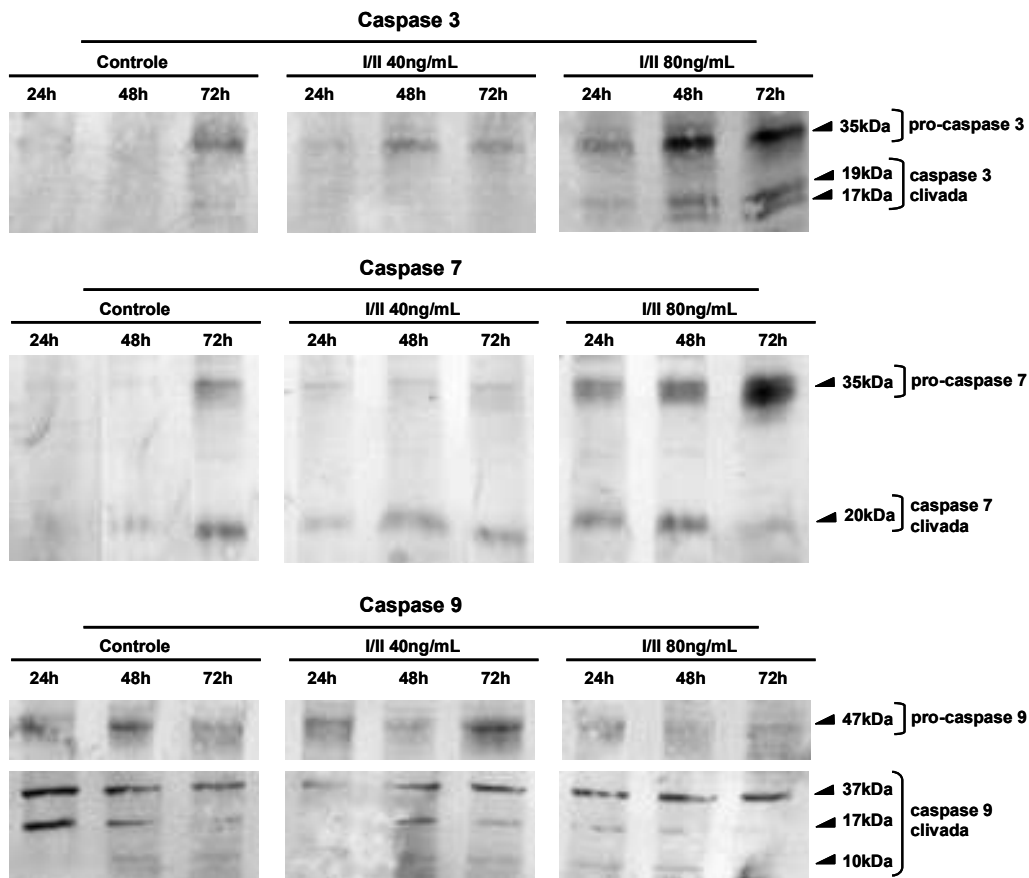 Caspase 3
Controle I/II 40ng/mL I/II 80ng/mL
24h 48h 72h 24h 48h 72h 24h 48h 72h
35kDa pro-caspase 3
19kDa caspase 3
17kDa clivada
Caspase 7
Controle I/II 40ng/mL I/II 80ng/mL
24h 48h 72h 24h 48h 72h 24h 48h 72h
35kDa pro-caspase 7
20kDa caspase 7
clivada
Caspase 9
Controle I/II 40ng/mL I/II 80ng/mL
24h 48h 72h 24h 48h 72h 24h 48h 72h
47kDa pro-caspase 9
37kDa
17kDa caspase 9
clivada
10kDa